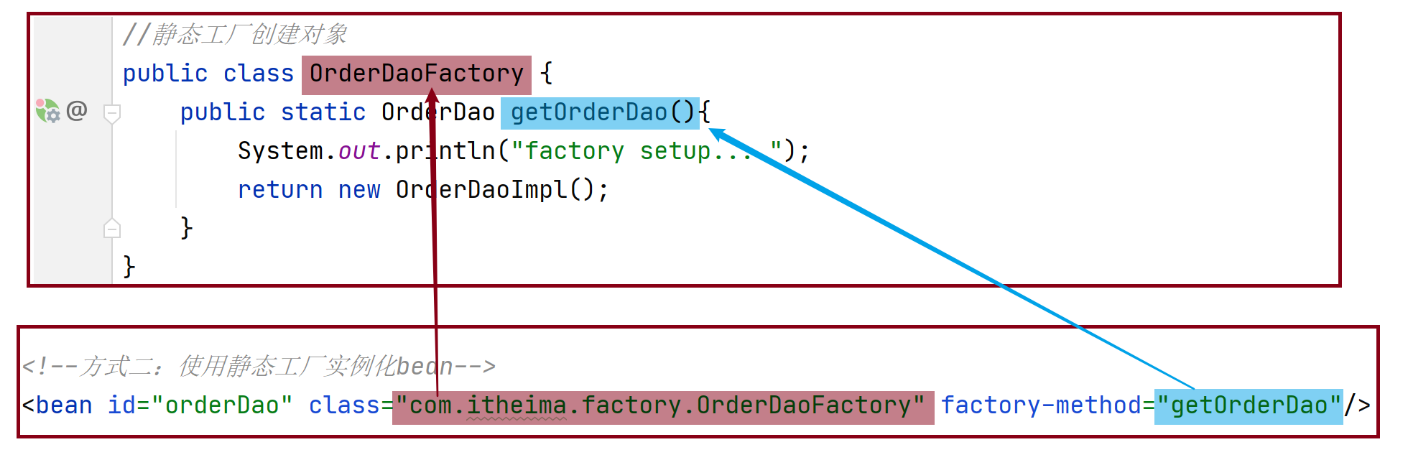 //静态工厂创建对象
public class OrderDaoFactory {
@ public static OrderDao getOrderDao(){
System.out.println("factory setup....");
return new OrderDaoImpl();
}
}
<!--方式二：使用静态工厂实例化bean-->
<bean id="orderDao" class="com.itheima.factory.OrderDaoFactory" factory-method="getOrderDao"/>